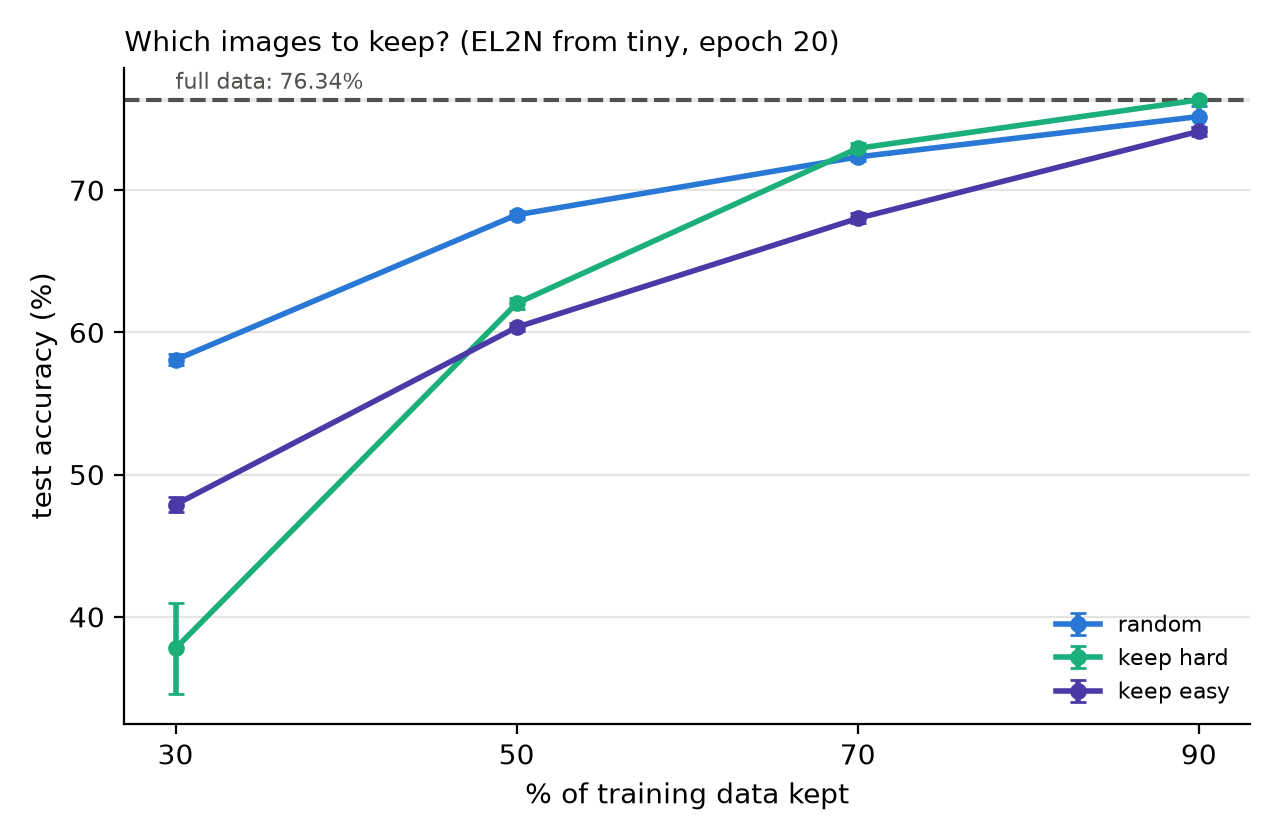 Which images to keep? (EL2N from tiny, epoch 20)
full data: 76.34%
70
60
50
40
test accuracy (%)
random
keep hard
keep easy
30
50
70
90
% of training data kept